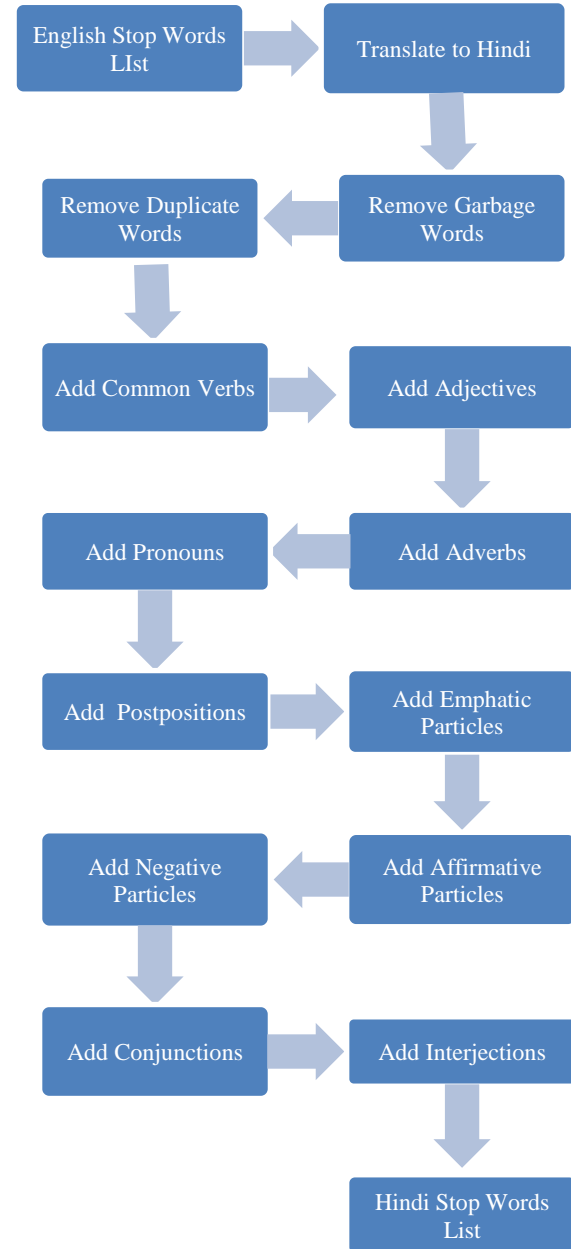 English Stop Words
LIst
Translate to Hindi
Remove Garbage
Words
Remove Duplicate
Words
Add Common Verbs
Add Adjectives
Add Adverbs
Add Pronouns
Add  Postpositions
Add Emphatic
Particles
Add Affirmative
Particles
Add Negative
Particles
Add Conjunctions
Add Interjections
Hindi Stop Words
List